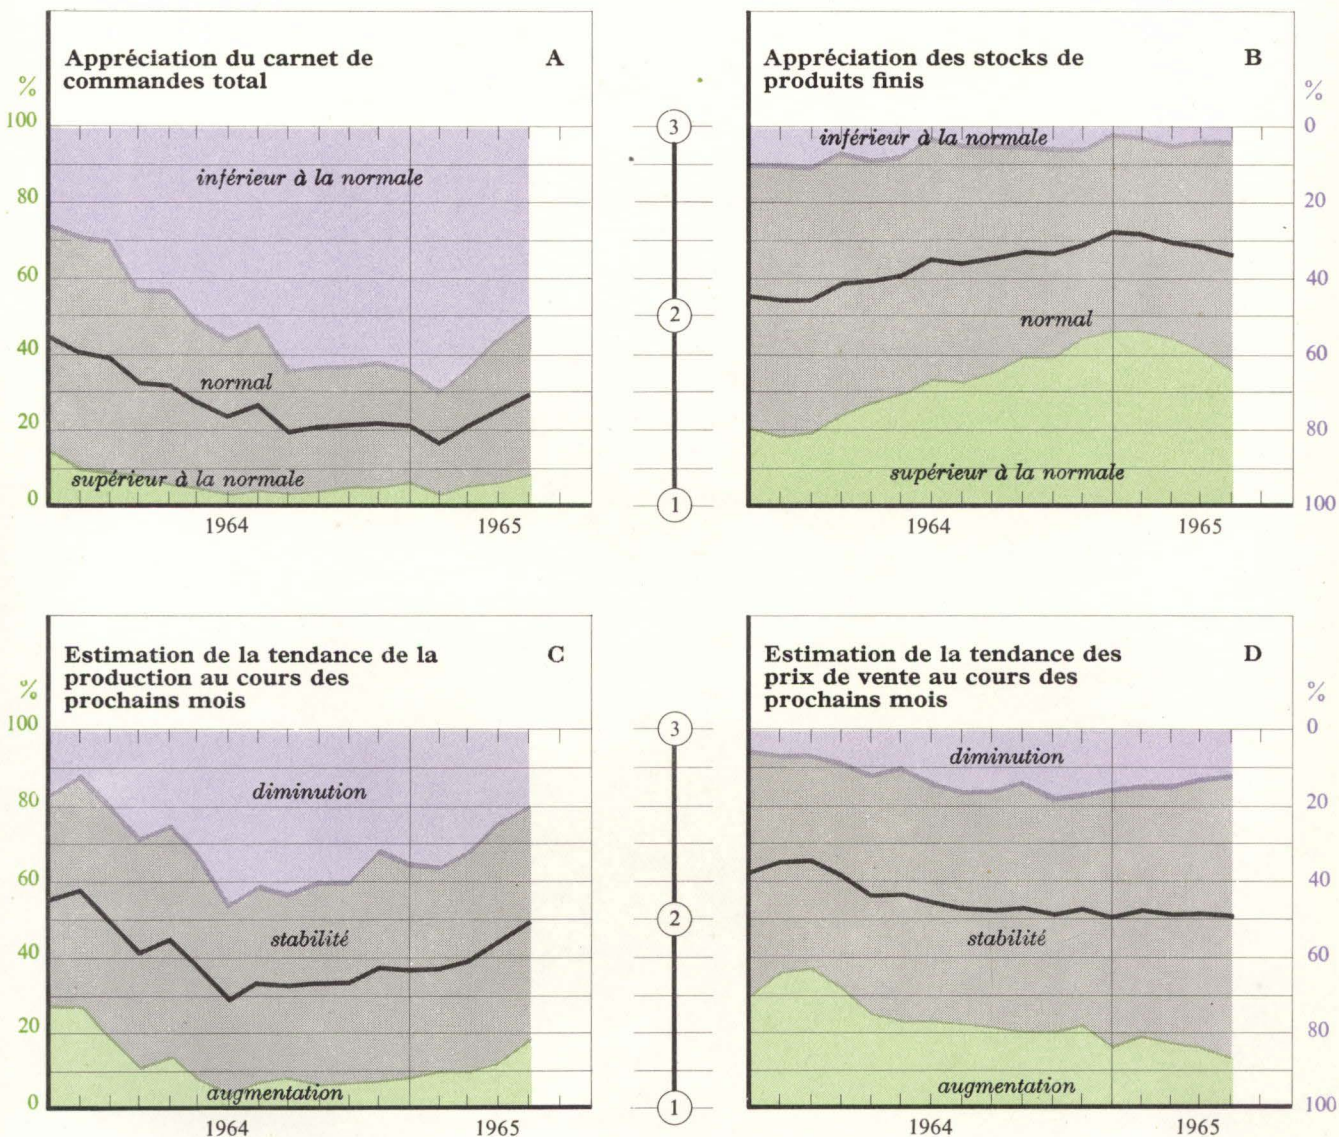 Appréciation du carnet de
commandes total
A
%
100
80
60
40
20
0
inférieur à la normale
normal
supérieur à la normale
1964
1965
3
2
1
Appréciation des stocks de
produits finis
B
%
0
20
40
60
80
100
inférieur à la normale
normal
supérieur à la normale
1964
1965
Estimation de la tendance de la
production au cours des
prochains mois
C
%
100
80
60
40
20
0
diminution
stabilité
augmentation
1964
1965
3
2
1
Estimation de la tendance des
prix de vente au cours des
prochains mois
D
%
0
20
40
60
80
100
diminution
stabilité
augmentation
1964
1965